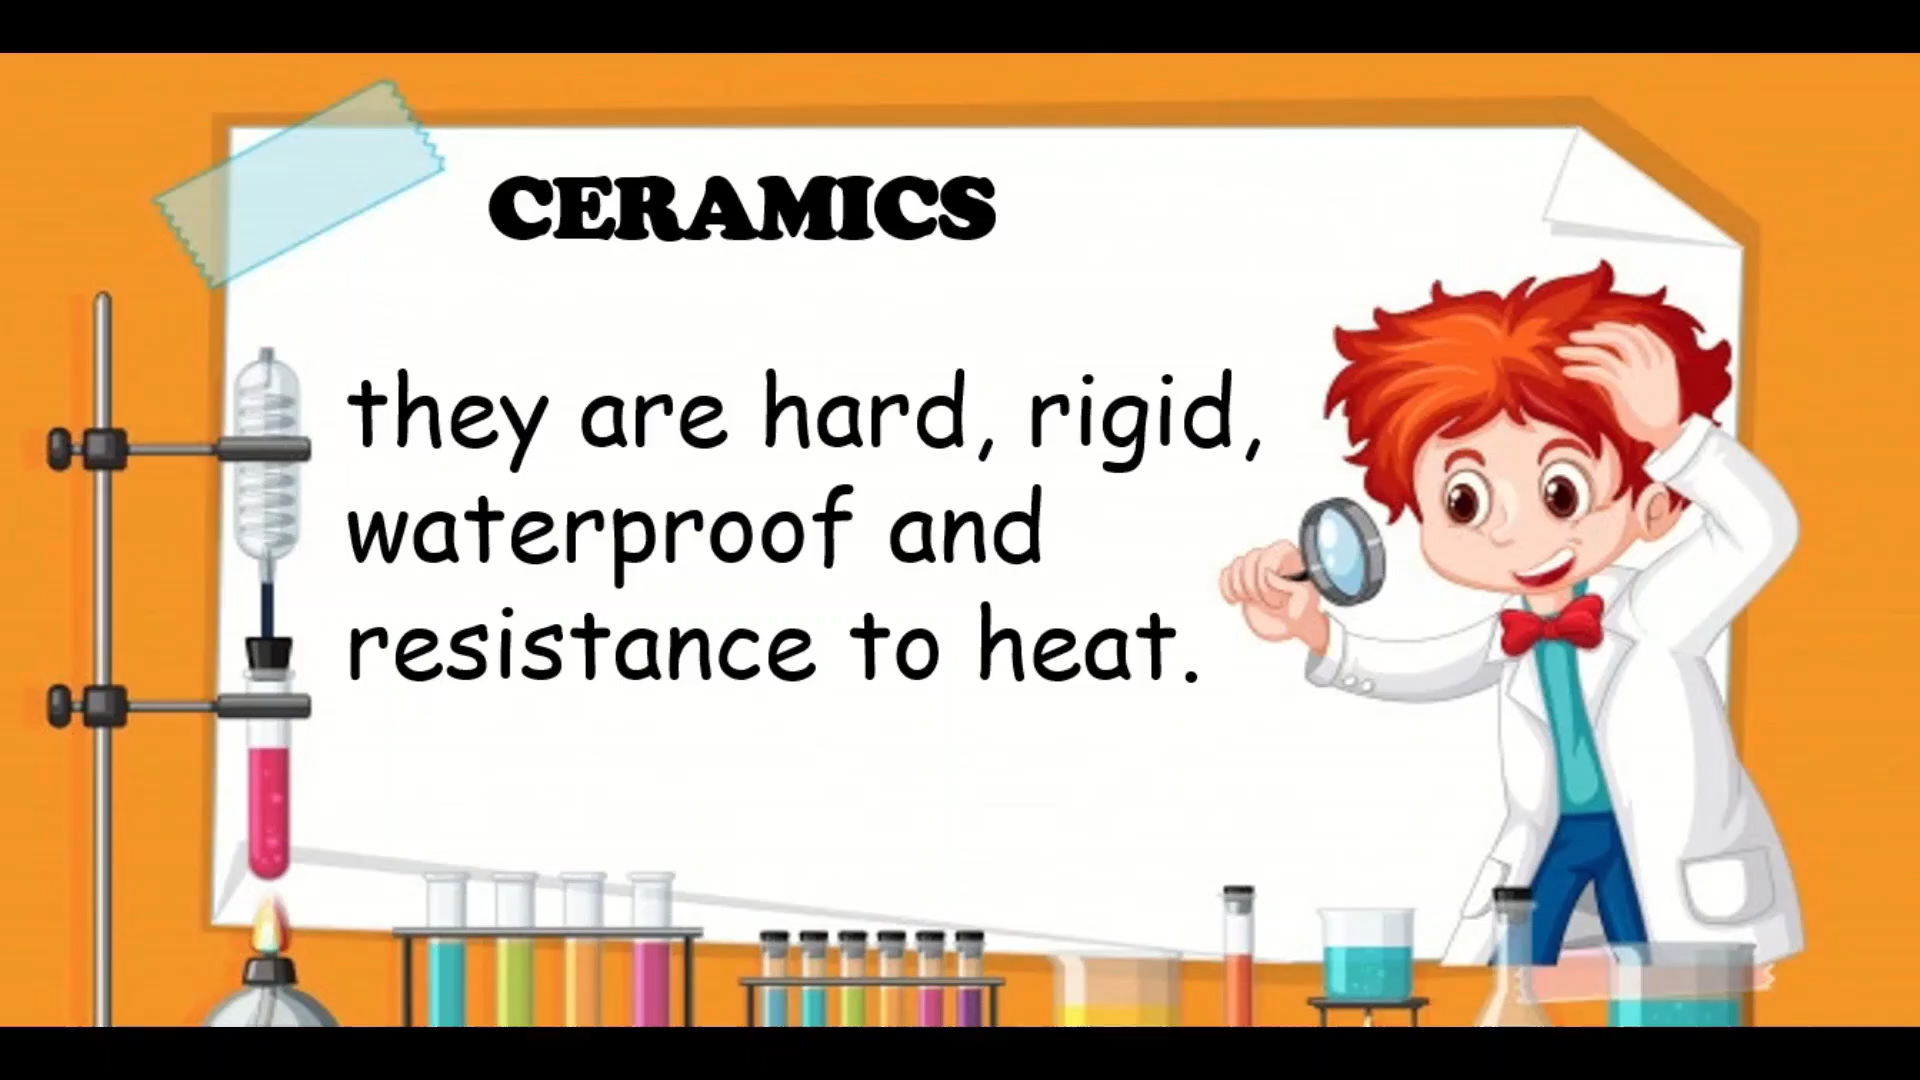 CERAMICS
they are hard, rigid,
waterproof and
resistance to heat.